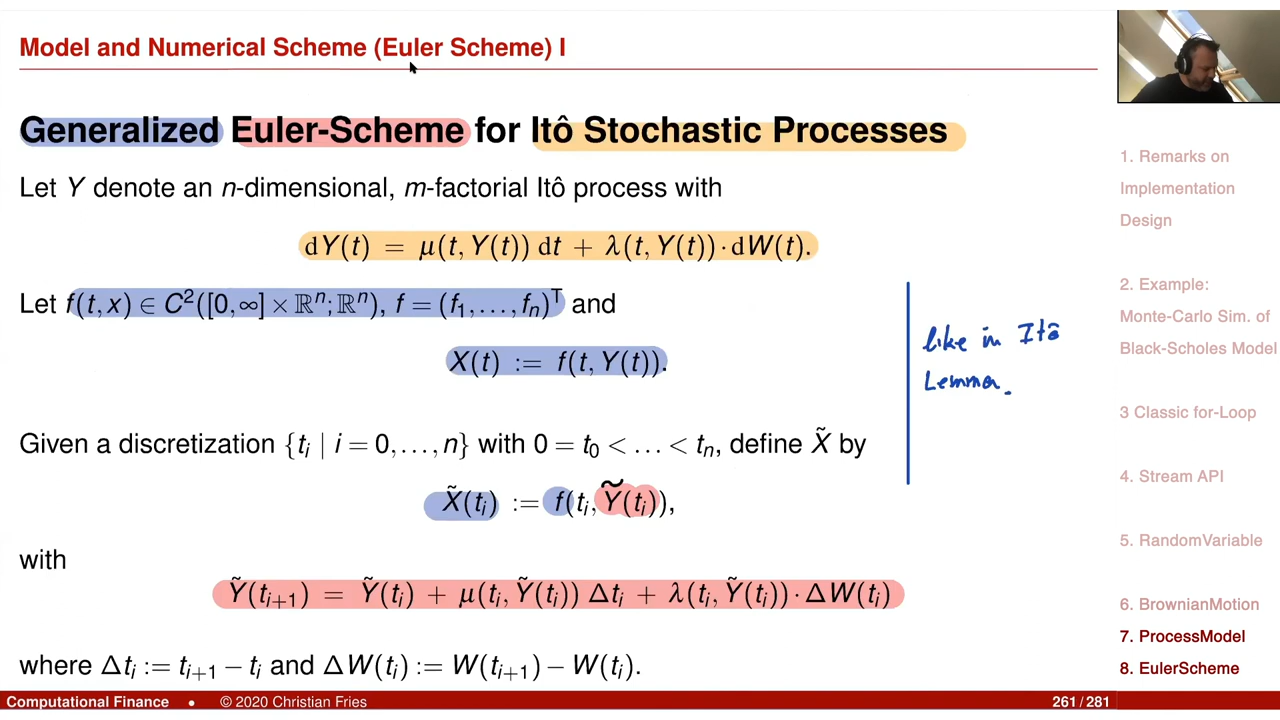 Model and Numerical Scheme (Euler Scheme) I
Generalized Euler-Scheme for Itô Stochastic Processes
Let Y denote an n-dimensional, m-factorial Itô process with
dY(t) = μ(t, Y(t)) dt + λ(t, Y(t)) · dW(t).
Let f(t, x) ∈ C²([0, ∞] × ℝⁿ; ℝⁿ), f = (f₁, …, fₙ)ᵀ and
X(t) := f(t, Y(t)).
like in Itô
Lemma.
Given a discretization {tᵢ | i = 0, …, n} with 0 = t₀ < … < tₙ, define X̃ by
X̃(tᵢ) := f(tᵢ, Ỹ(tᵢ)),
with
Ỹ(tᵢ₊₁) = Ỹ(tᵢ) + μ(tᵢ, Ỹ(tᵢ)) Δtᵢ + λ(tᵢ, Ỹ(tᵢ)) · ΔW(tᵢ)
where Δtᵢ := tᵢ₊₁ − tᵢ and ΔW(tᵢ) := W(tᵢ₊₁) − W(tᵢ).
1. Remarks on
Implementation
Design
2. Example:
Monte-Carlo Sim. of
Black-Scholes Model
3 Classic for-Loop
4. Stream API
5. RandomVariable
6. BrownianMotion
7. ProcessModel
8. EulerScheme
Computational Finance • © 2020 Christian Fries 261 / 281